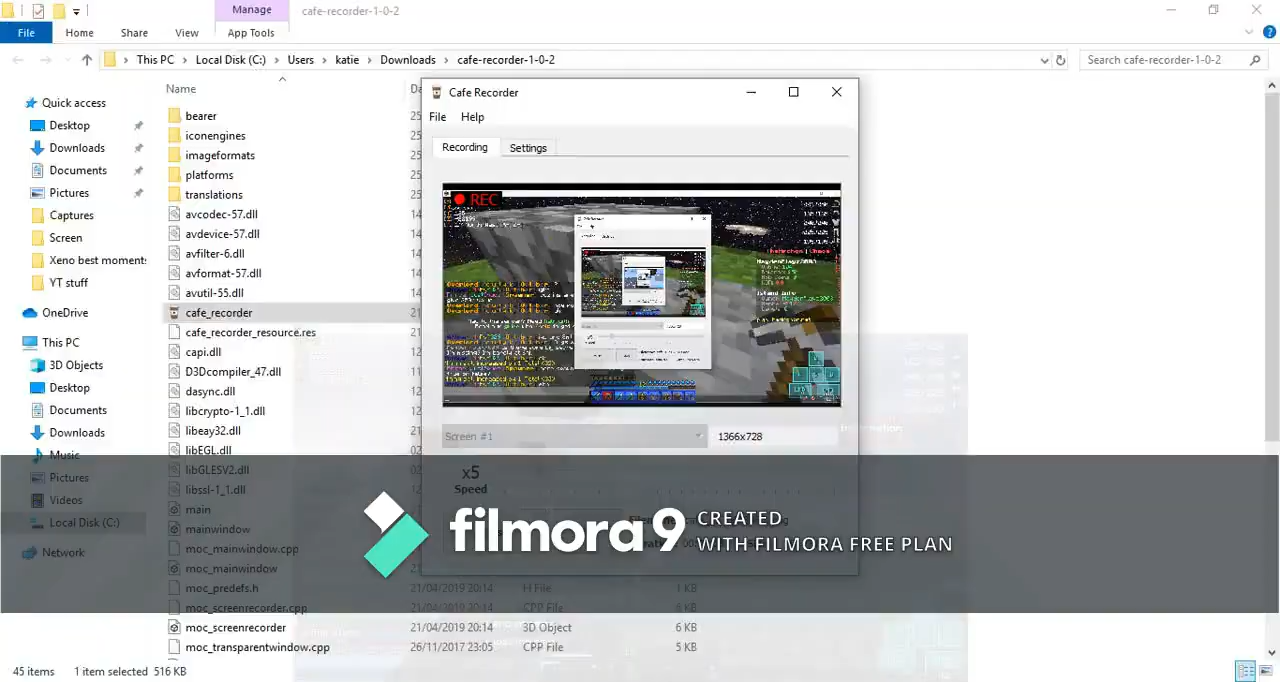 Manage
cafe-recorder-1-0-2
File
Home
Share
View
App Tools
This PC > Local Disk (C:) > Users > katie > Downloads > cafe-recorder-1-0-2
Search cafe-recorder-1-0-2
Quick access
Desktop
Downloads
Documents
Pictures
Captures
Screen
Xeno best moments
YT stuff
OneDrive
This PC
3D Objects
Desktop
Documents
Downloads
Music
Pictures
Videos
Local Disk (C:)
Network
Name
bearer
iconengines
imageformats
platforms
translations
avcodec-57.dll
avdevice-57.dll
avfilter-6.dll
avformat-57.dll
avutil-55.dll
cafe_recorder
cafe_recorder_resource.res
capi.dll
D3Dcompiler_47.dll
dasync.dll
libcrypto-1_1.dll
libeay32.dll
libEGL.dll
libGLESV2.dll
libssl-1_1.dll
main
mainwindow
moc_mainwindow.cpp
moc_mainwindow
moc_predefs.h 21/04/2019 20:14 H File 1 KB
moc_screenrecorder.cpp 21/04/2019 20:14 CPP File 4 KB
moc_screenrecorder 21/04/2019 20:14 3D Object 6 KB
moc_transparentwindow.cpp 26/11/2017 23:05 CPP File 5 KB
Cafe Recorder
File
Help
Recording
Settings
REC
Screen #1
1366x728
x5
Speed
filmora9
CREATED
WITH FILMORA FREE PLAN
45 items
1 item selected 516 KB